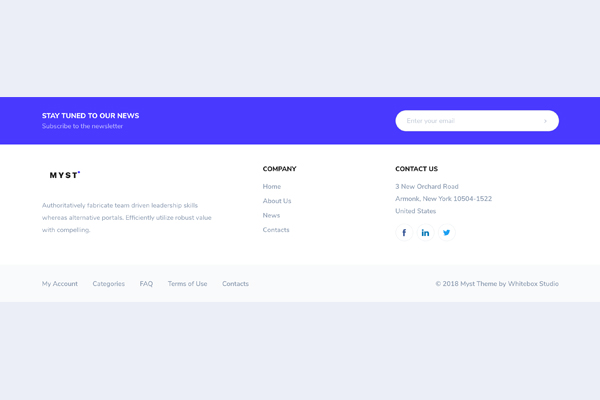 STAY TUNED TO OUR NEWS
Subscribe to the newsletter
Enter your email
MYST
Authoritatively fabricate team driven leadership skills
whereas alternative portals. Efficiently utilize robust value
with compelling.
COMPANY
Home
About Us
News
Contacts
CONTACT US
3 New Orchard Road
Armonk, New York 10504-1522
United States
f
in
My Account
Categories
FAQ
Terms of Use
Contacts
© 2018 Myst Theme by Whitebox Studio